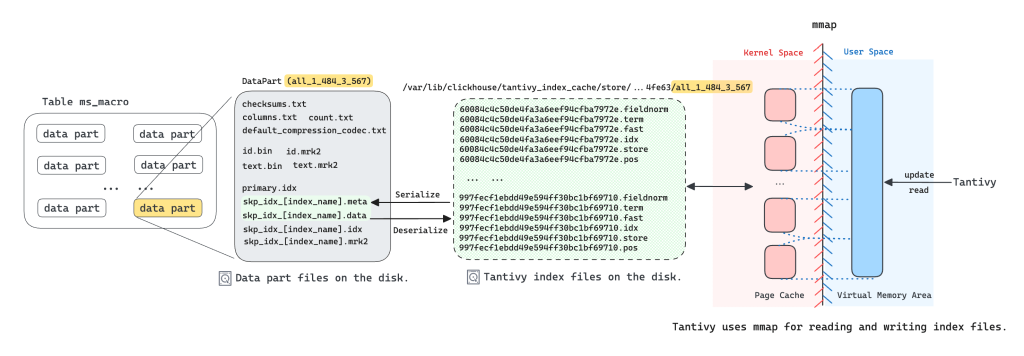 mmap
Kernel Space
User Space
DataPart (all_1_484_3_567)
/var/lib/clickhouse/tantivy_index_cache/store/ ... 4fe63/all_1_484_3_567
Table ms_macro
data part
data part
data part
data part
... ...
data part
data part
checksums.txt
columns.txt count.txt
default_compression_codec.txt
id.bin id.mrk2
text.bin text.mrk2
primary.idx
skp_idx_[index_name].meta
skp_idx_[index_name].data
skp_idx_[index_name].idx
skp_idx_[index_name].mrk2
Serialize
Deserialize
60084c4c50de4fa3a6eef94cfba7972e.fieldnorm
60084c4c50de4fa3a6eef94cfba7972e.term
60084c4c50de4fa3a6eef94cfba7972e.fast
60084c4c50de4fa3a6eef94cfba7972e.idx
60084c4c50de4fa3a6eef94cfba7972e.store
60084c4c50de4fa3a6eef94cfba7972e.pos
... ...
997fecf1ebdd49e594ff30bc1bf69710.fieldnorm
997fecf1ebdd49e594ff30bc1bf69710.term
997fecf1ebdd49e594ff30bc1bf69710.fast
997fecf1ebdd49e594ff30bc1bf69710.idx
997fecf1ebdd49e594ff30bc1bf69710.store
997fecf1ebdd49e594ff30bc1bf69710.pos
...
update
read
Tantivy
Data part files on the disk.
Tantivy index files on the disk.
Page Cache
Virtual Memory Area
Tantivy uses mmap for reading and writing index files.